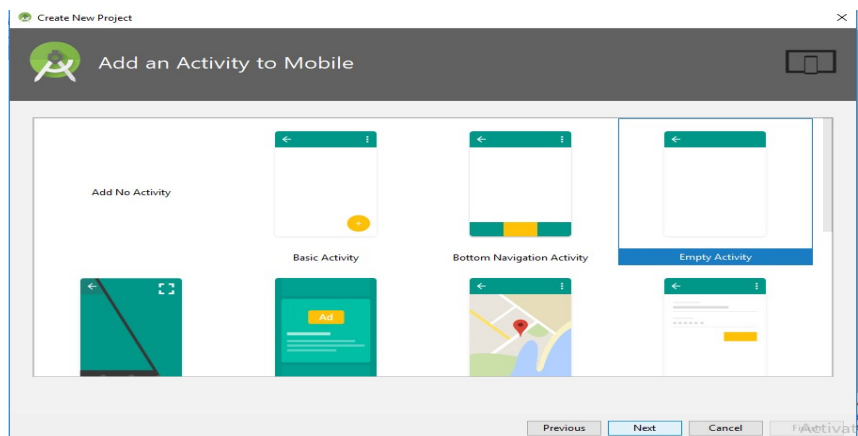 Create New Project
Add an Activity to Mobile
Add No Activity
Basic Activity
Bottom Navigation Activity
Empty Activity
Ad
Previous
Next
Cancel
Activat